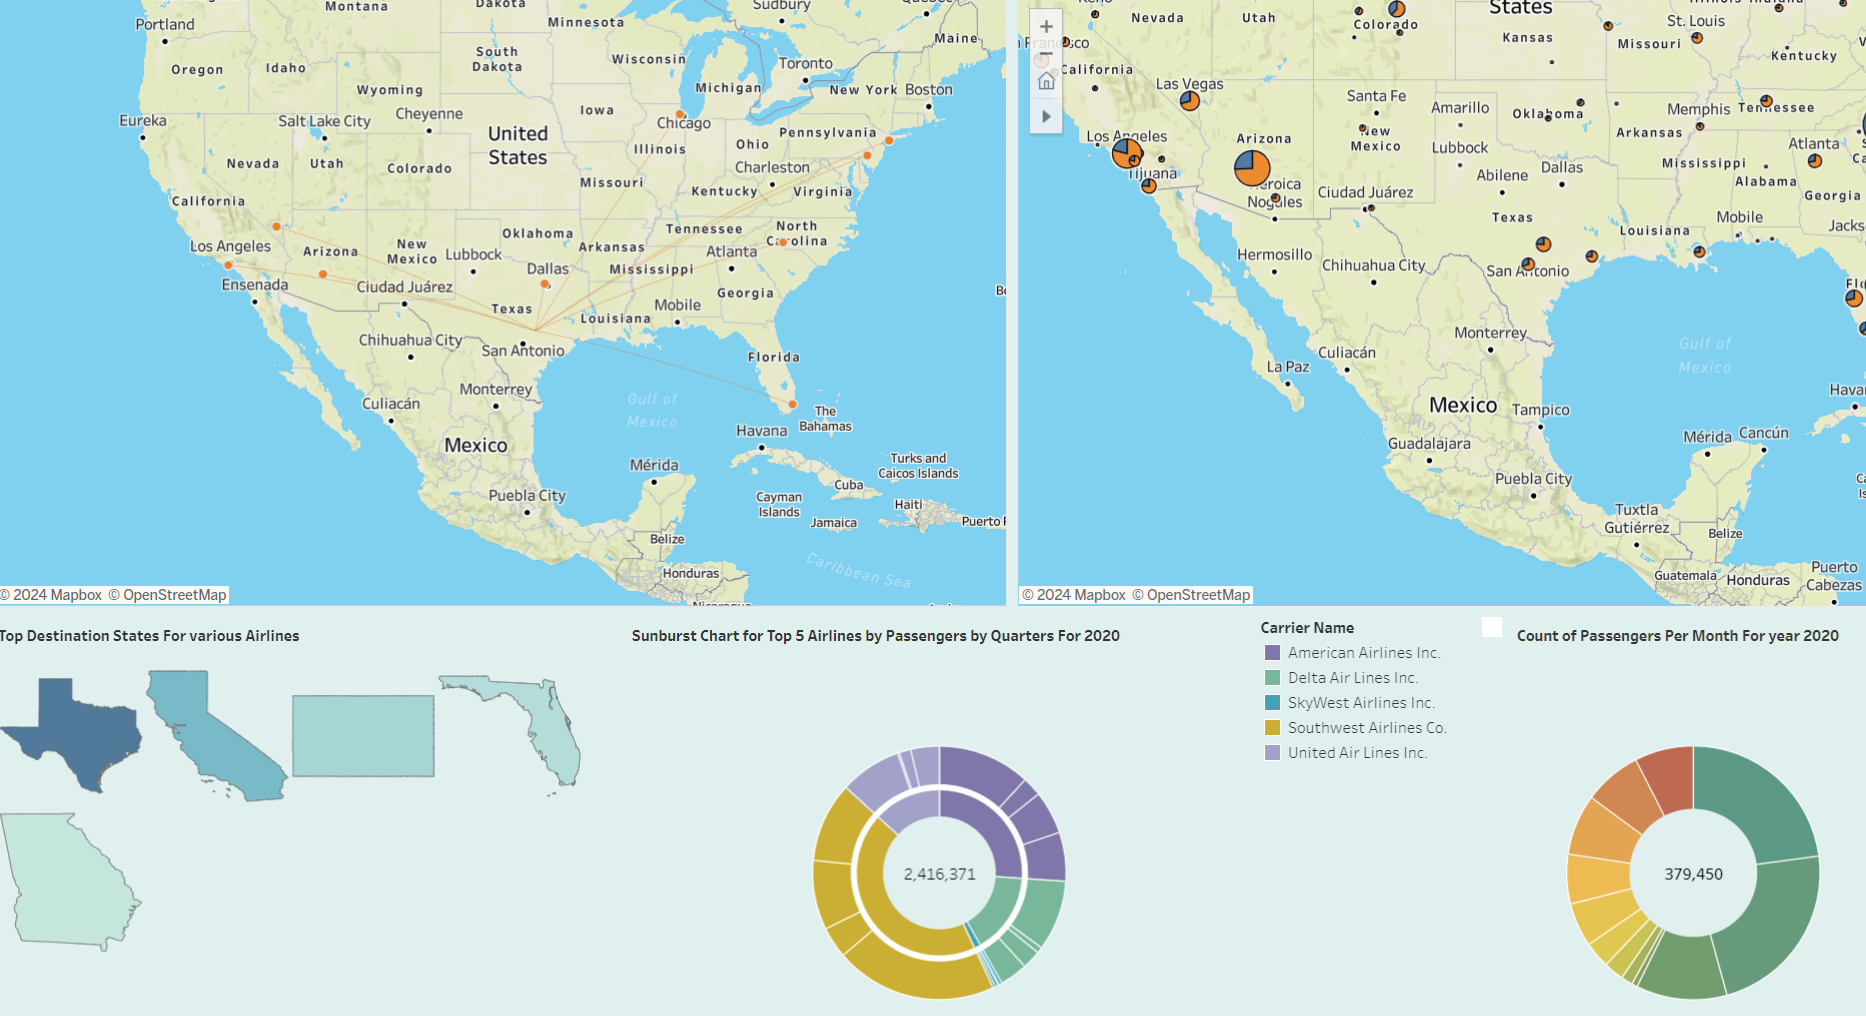 Montana
Dakota
Minnesota
Sudbury
Quebec
Portland
Maine
Oregon
Idaho
South
Dakota
Wisconsin
Toronto
Wyoming
Michigan
New York
Boston
Eureka
Salt Lake City
Cheyenne
Iowa
Chicago
United
States
Pennsylvania
Nevada
Utah
Colorado
Illinois
Ohio
Charleston
Missouri
Kentucky
Virginia
California
Los Angeles
Arizona
New
Mexico
Oklahoma
Lubbock
Arkansas
Tennessee
North
Carolina
Atlanta
Ensenada
Ciudad Juárez
Dallas
Mississippi
Georgia
Texas
Louisiana
Mobile
Chihuahua City
San Antonio
Florida
Monterrey
Culiacán
Gulf of
Mexico
The
Bahamas
Havana
Mexico
Mérida
Turks and
Caicos Islands
Cuba
Puebla City
Cayman
Islands
Jamaica
Haiti
Puerto R
Belize
Caribbean Sea
Honduras
Nicaragua
Be
© 2024 Mapbox © OpenStreetMap
+
−
Reno
Nevada
Utah
Colorado
States
Kansas
St. Louis
Missouri
Illinois Indiana
Kentucky
n Francisco
California
Las Vegas
Santa Fe
Amarillo
Oklahoma
Memphis
Tennessee
Los Angeles
Arizona
New
Mexico
Lubbock
Arkansas
Atlanta
Tijuana
Heroica
Nogales
Ciudad Juárez
Abilene
Dallas
Mississippi
Alabama
Georgia
Texas
Louisiana
Mobile
Jacks
Hermosillo
Chihuahua City
San Antonio
Monterrey
Gulf of
Mexico
La Paz
Culiacán
Havan
Mexico
Tampico
Guadalajara
Mérida
Cancún
Puebla City
Tuxtla
Gutiérrez
Belize
Guatemala
Honduras
Puerto
Cabezas
© 2024 Mapbox © OpenStreetMap
Top Destination States For various Airlines
Sunburst Chart for Top 5 Airlines by Passengers by Quarters For 2020
2,416,371
Carrier Name
American Airlines Inc.
Delta Air Lines Inc.
SkyWest Airlines Inc.
Southwest Airlines Co.
United Air Lines Inc.
Count of Passengers Per Month For year 2020
379,450